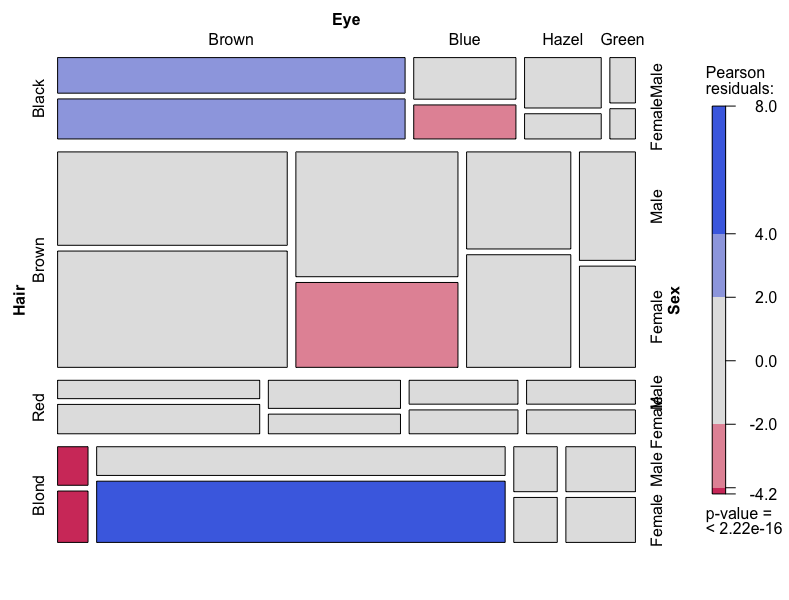 Eye
Brown Blue Hazel Green
Hair
Black
Brown
Red
Blond
Male
Female
Male
Female
Male
Female
Male
Female
Sex
Pearson
residuals:
8.0
4.0
2.0
0.0
-2.0
-4.2
p-value =
< 2.22e-16